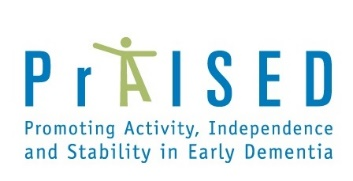 PrAISED
Promoting Activity, Independence
and Stability in Early Dementia